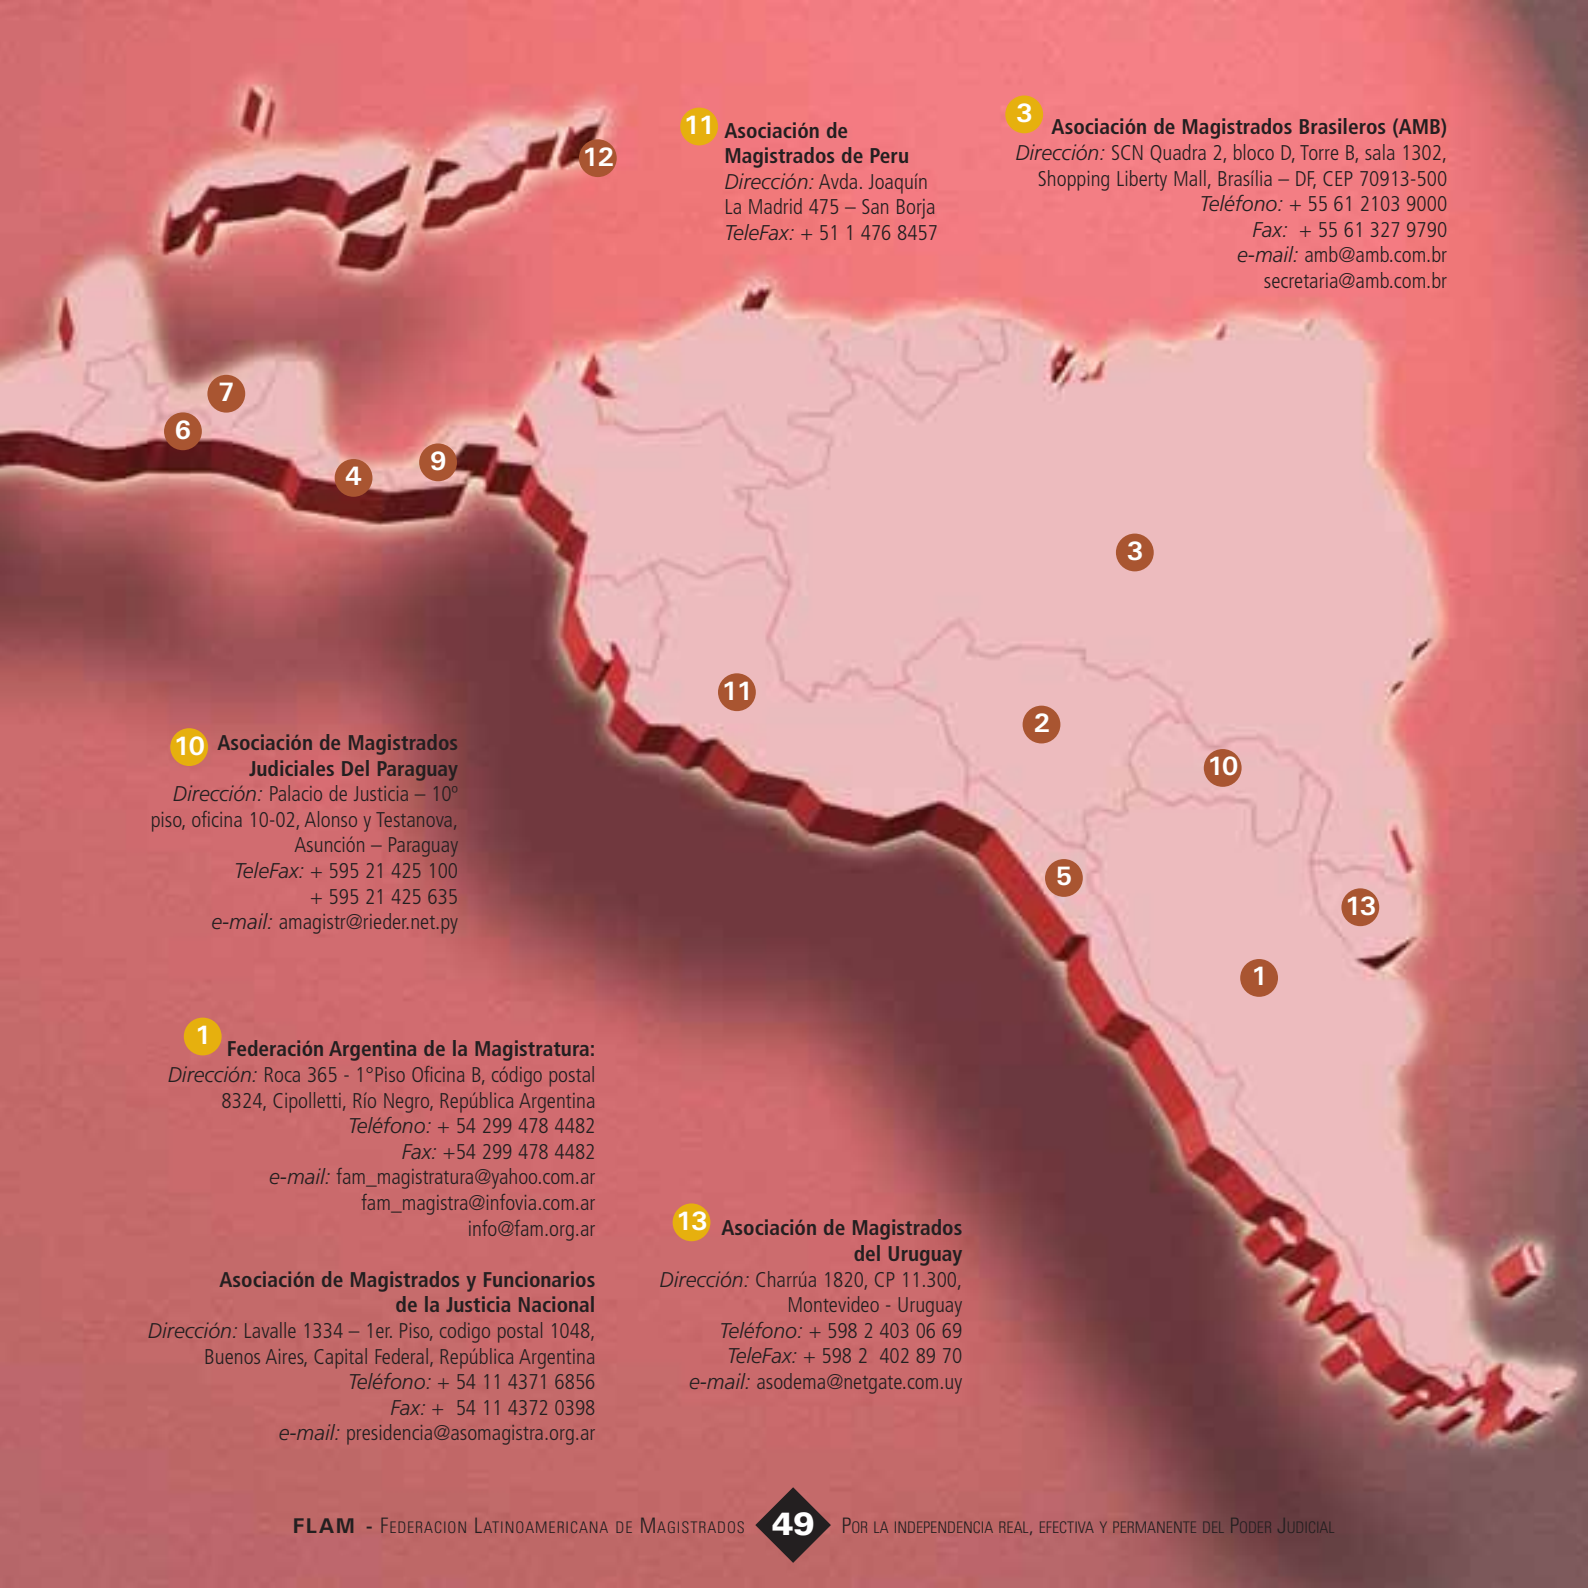 11
Asociación de
Magistrados de Peru
Dirección: Avda. Joaquín
La Madrid 475 – San Borja
TeleFax: + 51 1 476 8457
3
Asociación de Magistrados Brasileros (AMB)
Dirección: SCN Quadra 2, bloco D, Torre B, sala 1302,
Shopping Liberty Mall, Brasília – DF, CEP 70913-500
Teléfono: + 55 61 2103 9000
Fax: + 55 61 327 9790
e-mail: amb@amb.com.br
secretaria@amb.com.br
12
7
6
4
9
3
11
2
10
5
13
1
10
Asociación de Magistrados
Judiciales Del Paraguay
Dirección: Palacio de Justicia – 10º
piso, oficina 10-02, Alonso y Testanova,
Asunción – Paraguay
TeleFax: + 595 21 425 100
+ 595 21 425 635
e-mail: amagistr@rieder.net.py
1
Federación Argentina de la Magistratura:
Dirección: Roca 365 - 1°Piso Oficina B, código postal
8324, Cipolletti, Río Negro, República Argentina
Teléfono: + 54 299 478 4482
Fax: +54 299 478 4482
e-mail: fam_magistratura@yahoo.com.ar
fam_magistra@infovia.com.ar
info@fam.org.ar
Asociación de Magistrados y Funcionarios
de la Justicia Nacional
Dirección: Lavalle 1334 – 1er. Piso, codigo postal 1048,
Buenos Aires, Capital Federal, República Argentina
Teléfono: + 54 11 4371 6856
Fax: + 54 11 4372 0398
e-mail: presidencia@asomagistra.org.ar
13
Asociación de Magistrados
del Uruguay
Dirección: Charrúa 1820, CP 11.300,
Montevideo - Uruguay
Teléfono: + 598 2 403 06 69
TeleFax: + 598 2 402 89 70
e-mail: asodema@netgate.com.uy
FLAM - Federacion Latinoamericana de Magistrados 49 Por la independencia real, efectiva y permanente del Poder Judicial